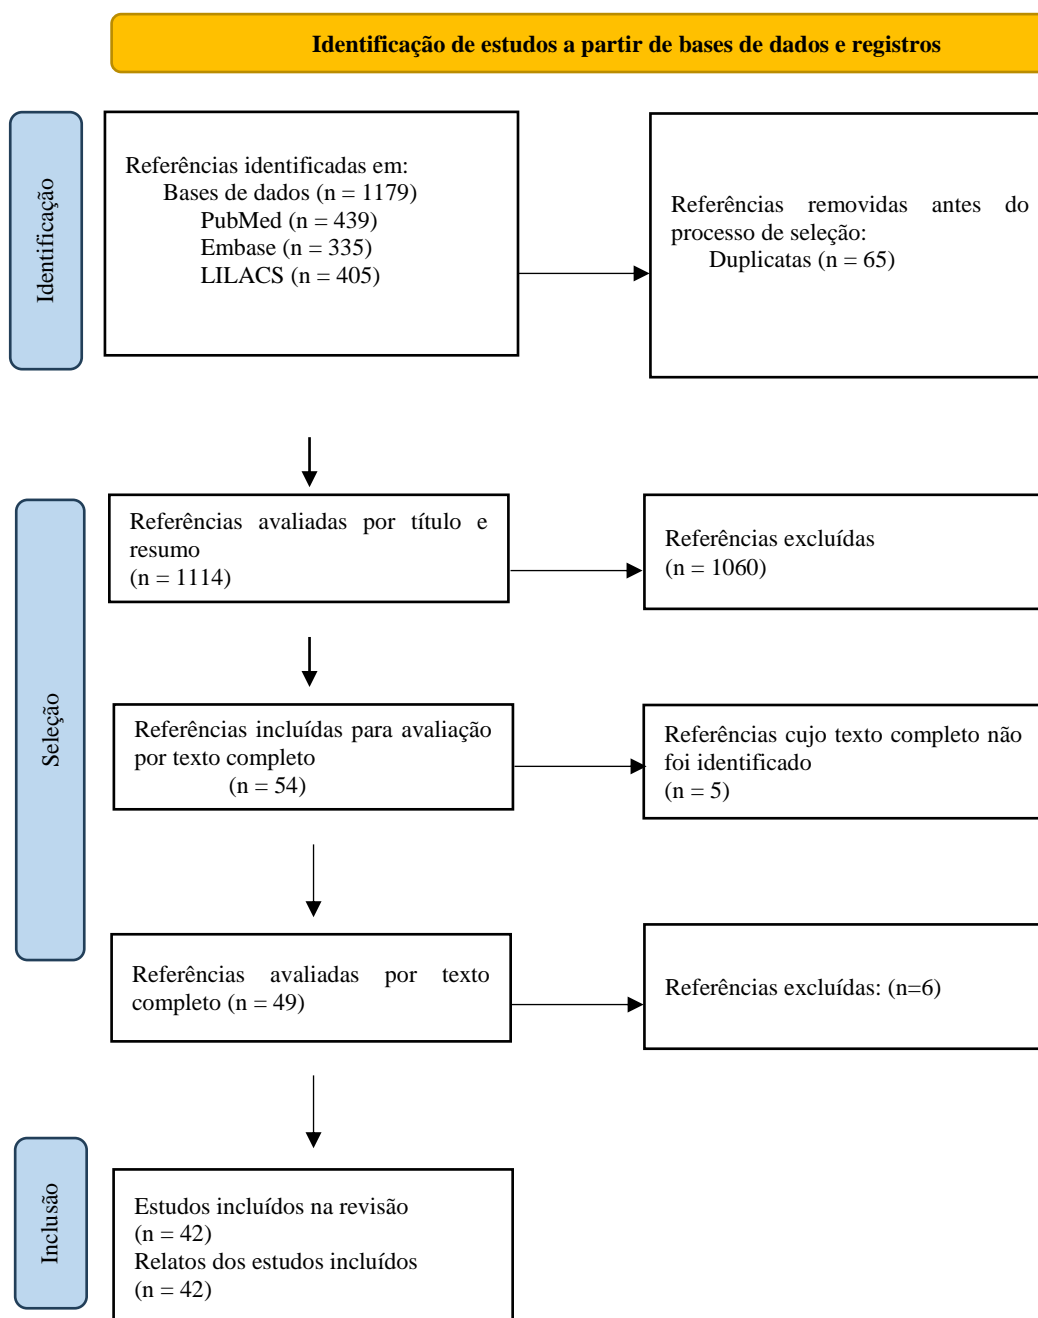 Identificação de estudos a partir de bases de dados e registros
Identificação
Referências identificadas em:
Bases de dados (n = 1179)
PubMed (n = 439)
Embase (n = 335)
LILACS (n = 405)
Referências removidas antes do
processo de seleção:
Duplicatas (n = 65)
Seleção
Referências avaliadas por título e
resumo
(n = 1114)
Referências excluídas
(n = 1060)
Referências incluídas para avaliação
por texto completo
(n = 54)
Referências cujo texto completo não
foi identificado
(n = 5)
Referências avaliadas por texto
completo (n = 49)
Referências excluídas: (n=6)
Inclusão
Estudos incluídos na revisão
(n = 42)
Relatos dos estudos incluídos
(n = 42)